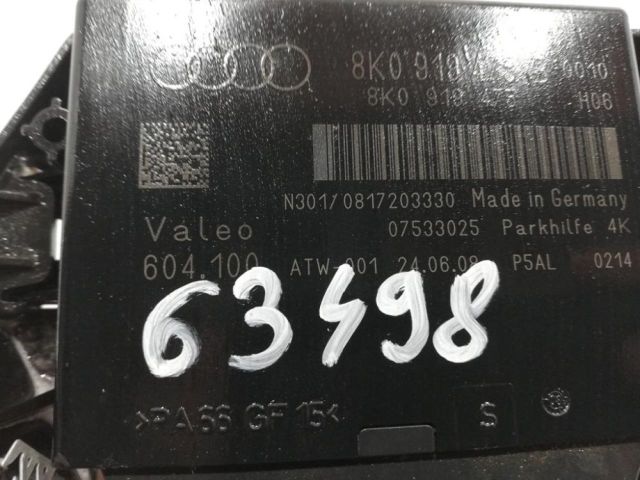 8K0 919 0010
8K0 919 H06
N301/0817203330 Made in Germany
Valeo 07533025 Parkhilfe 4K
604.100 ATW-001 24.06.09 P5AL 0214
63498
>PA66 GF15<
S